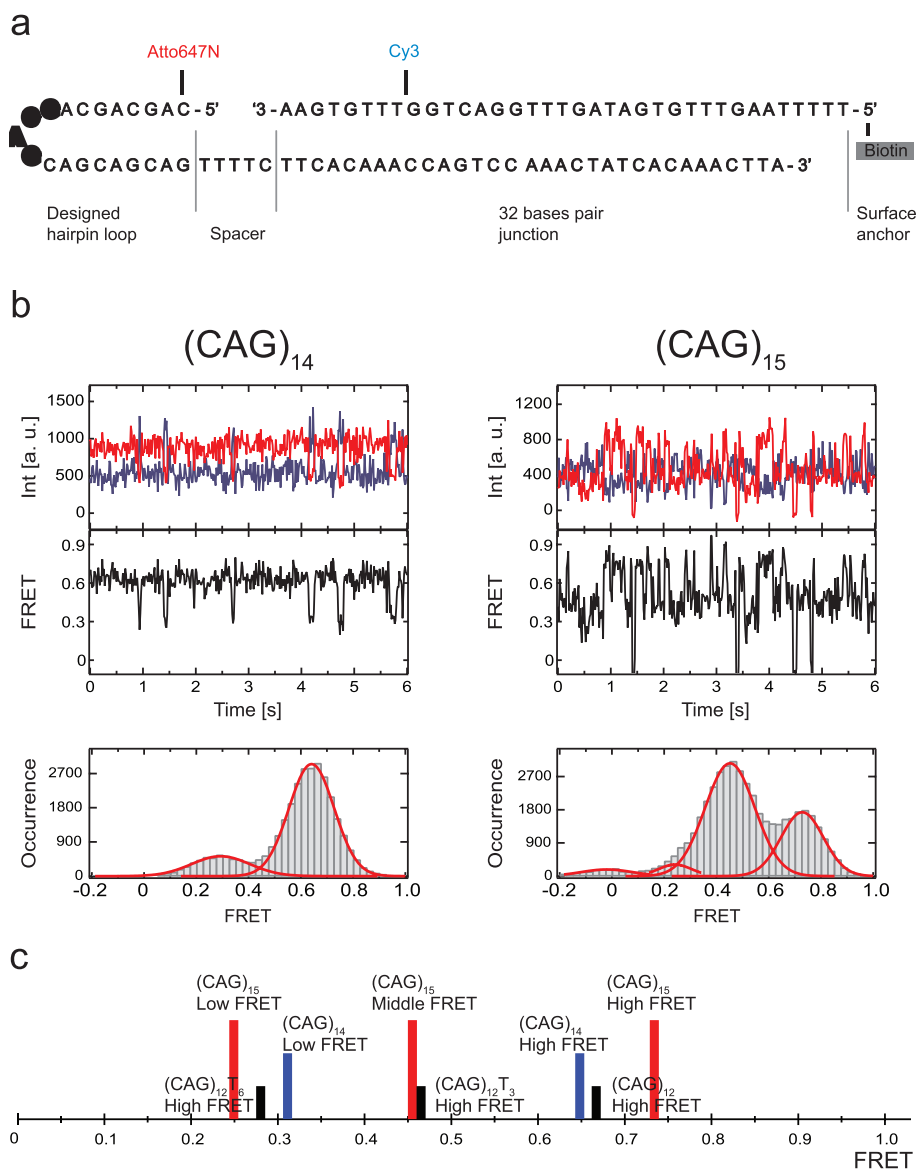 a
Atto647N
Cy3
ACGACGAC-5' '3-AAGTGTTTGGTCAGGTTTGATAGTGTTTGAATTTTT-5'
A
Biotin
CAGCAGCAG TTTTC TTCACAAACCAGTCC AAACTATCACAAACTTA-3'
Designed hairpin loop
Spacer
32 bases pair junction
Surface anchor
b
(CAG)14
(CAG)15
Int [a. u.]
1500
1000
500
0
FRET
0.9
0.6
0.3
0
0 1 2 3 4 5 6
Time [s]
Int [a. u.]
1200
800
400
0
FRET
0.9
0.6
0.3
0
0 1 2 3 4 5 6
Time [s]
Occurrence
2700
1800
900
0
-0.2 0 0.2 0.4 0.6 0.8 1.0
FRET
Occurrence
2700
1800
900
0
-0.2 0 0.2 0.4 0.6 0.8 1.0
FRET
c
(CAG)15
Low FRET
(CAG)15
Middle FRET
(CAG)15
High FRET
(CAG)14
Low FRET
(CAG)14
High FRET
(CAG)12T6
High FRET
(CAG)12T3
High FRET
(CAG)12
High FRET
0 0.1 0.2 0.3 0.4 0.5 0.6 0.7 0.8 0.9 1.0
FRET